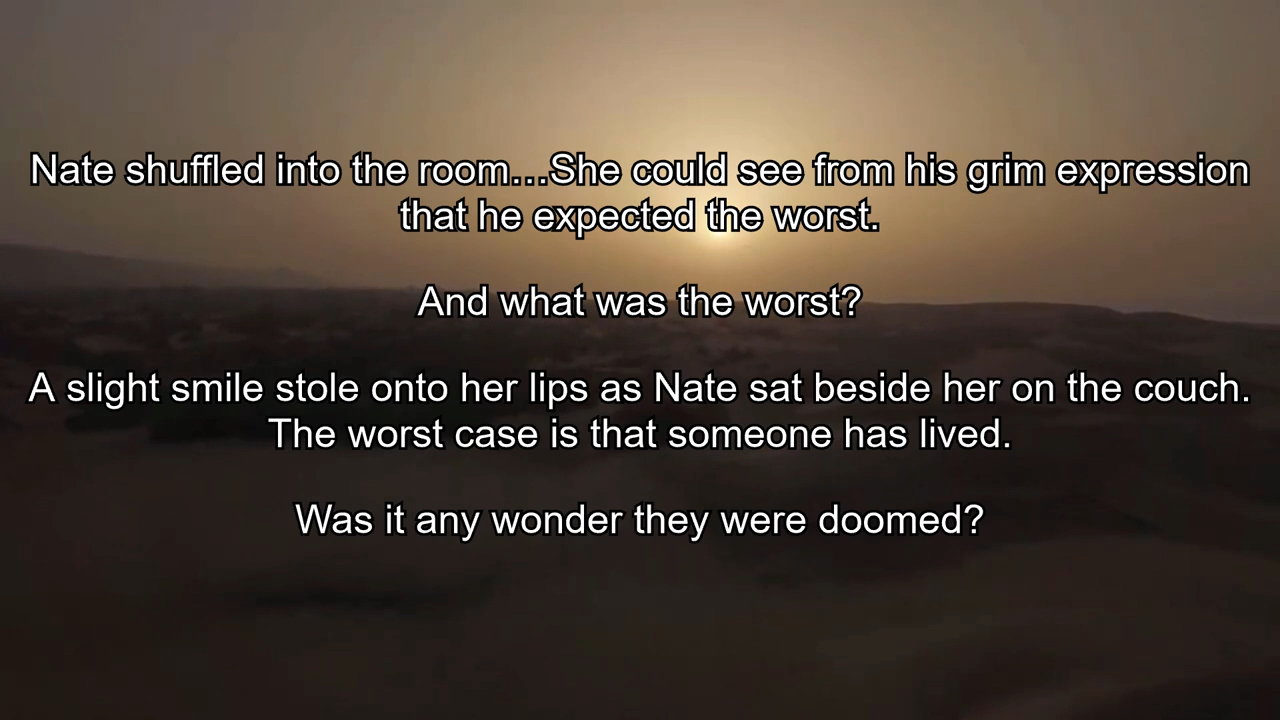 Nate shuffled into the room...She could see from his grim expression
that he expected the worst.
And what was the worst?
A slight smile stole onto her lips as Nate sat beside her on the couch.
The worst case is that someone has lived.
Was it any wonder they were doomed?